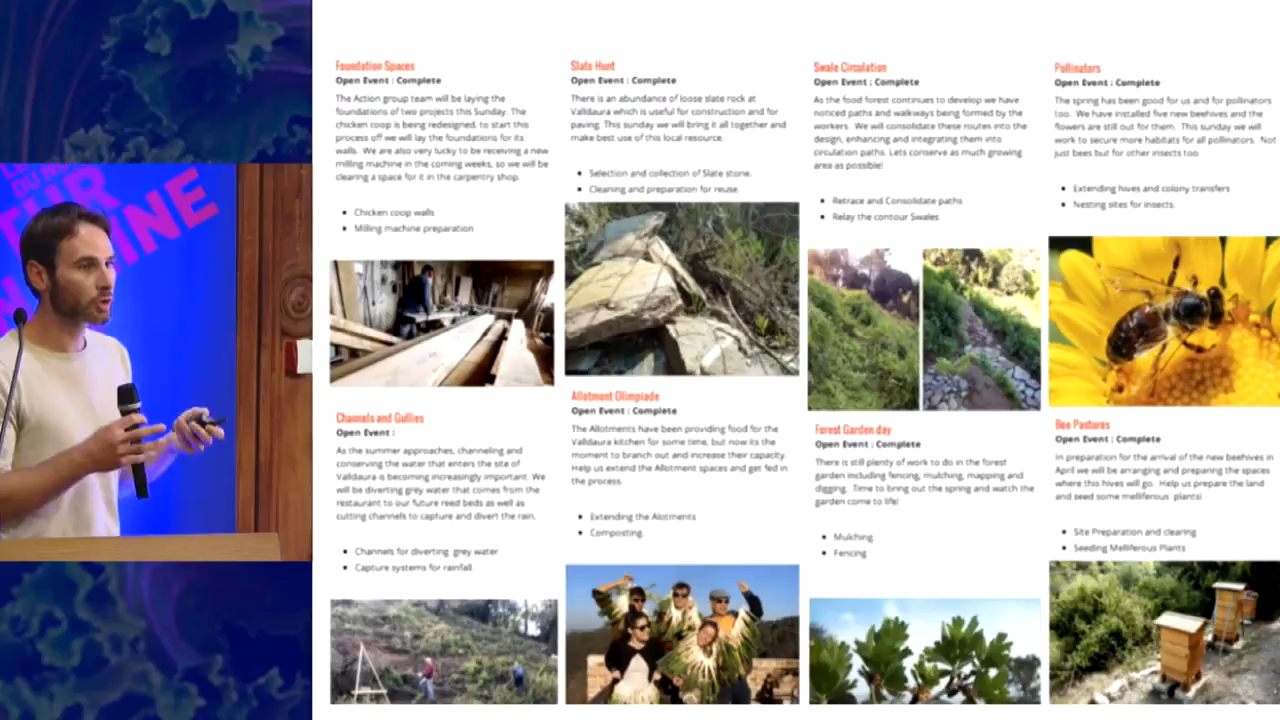 Foundation Spaces
Open Event : Complete
The Action group team will be laying the
foundations of two projects this Sunday. The
chicken coop is being redesigned, to start this
process off we will lay the foundations for its
walls. We are also very lucky to be receiving a new
milling machine in the coming weeks, so we will be
clearing a space for it in the carpentry shop.
• Chicken coop walls
• Milling machine preparation
Channels and Gullies
Open Event :
As the summer approaches, channeling and
conserving the water that enters the site of
Valldaura is becoming increasingly important. We
will be diverting grey water that comes from the
restaurant to our future reed beds as well as
cutting channels to capture and divert the rain.
• Channels for diverting grey water
• Capture systems for rainfall
Slate Hunt
Open Event : Complete
There is an abundance of loose slate rock at
Valldaura which is useful for construction and for
paving. This sunday we will bring it all together and
make best use of this local resource.
• Selection and collection of Slate stone.
• Cleaning and preparation for reuse.
Allotment Olimpiade
Open Event : Complete
The Allotments have been providing food for the
Valldaura kitchen for some time, but now its the
moment to branch out and increase their capacity.
Help us extend the Allotment spaces and get fed in
the process.
• Extending the Alotments
• Composting.
Swale Circulation
Open Event : Complete
As the food forest continues to develop we have
noticed paths and walkways being formed by the
workers. We will consolidate these routes into the
design, enhancing and integrating them into
circulation paths. Lets conserve as much growing
area as possible!
• Retrace and Consolidate paths
• Relay the contour Swales
Forest Garden day
Open Event : Complete
There is still plenty of work to do in the forest
garden including fencing, mulching, mapping and
digging. Time to bring out the spring and watch the
garden come to life!
• Mulching
• Fencing
Pollinators
Open Event : Complete
The spring has been good for us and for pollinators
too. We have installed five new beehives and the
flowers are still out for them. This sunday we will
work to secure more habitats for all pollinators. Not
just bees but for other insects too.
• Extending hives and colony transfers
• Nesting sites for insects.
Bee Pastures
Open Event : Complete
In preparation for the arrival of the new beehives in
April we will be arranging and preparing the spaces
where this hives will go. Help us prepare the land
and seed some melliferous plants!
• Site Preparation and clearing
• Seeding Melliferous Plants